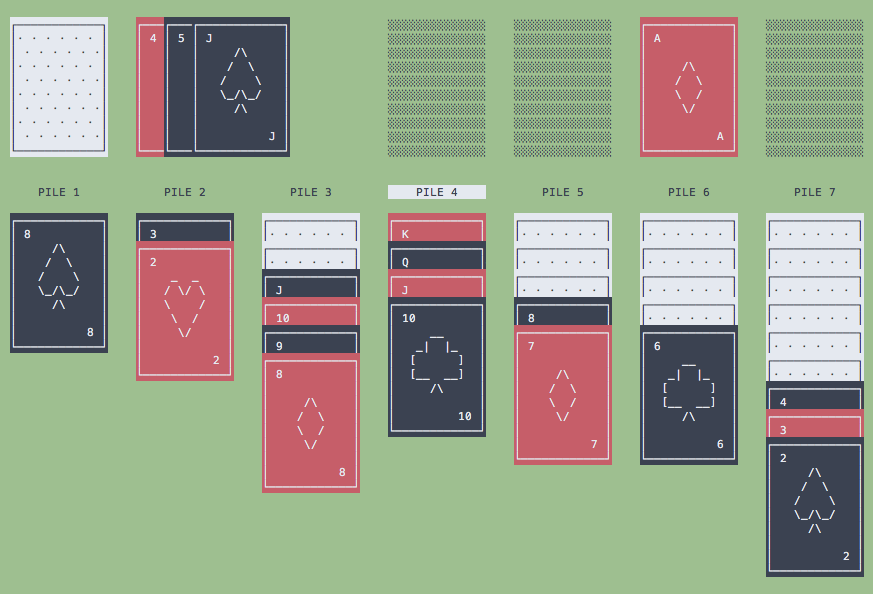 4 5 J A
J A
PILE 1 PILE 2 PILE 3 PILE 4 PILE 5 PILE 6 PILE 7
8 3 K
2 Q
J J
10 10 8
9 7 6
8 2 8
4
10 3
7 6 2
8
2